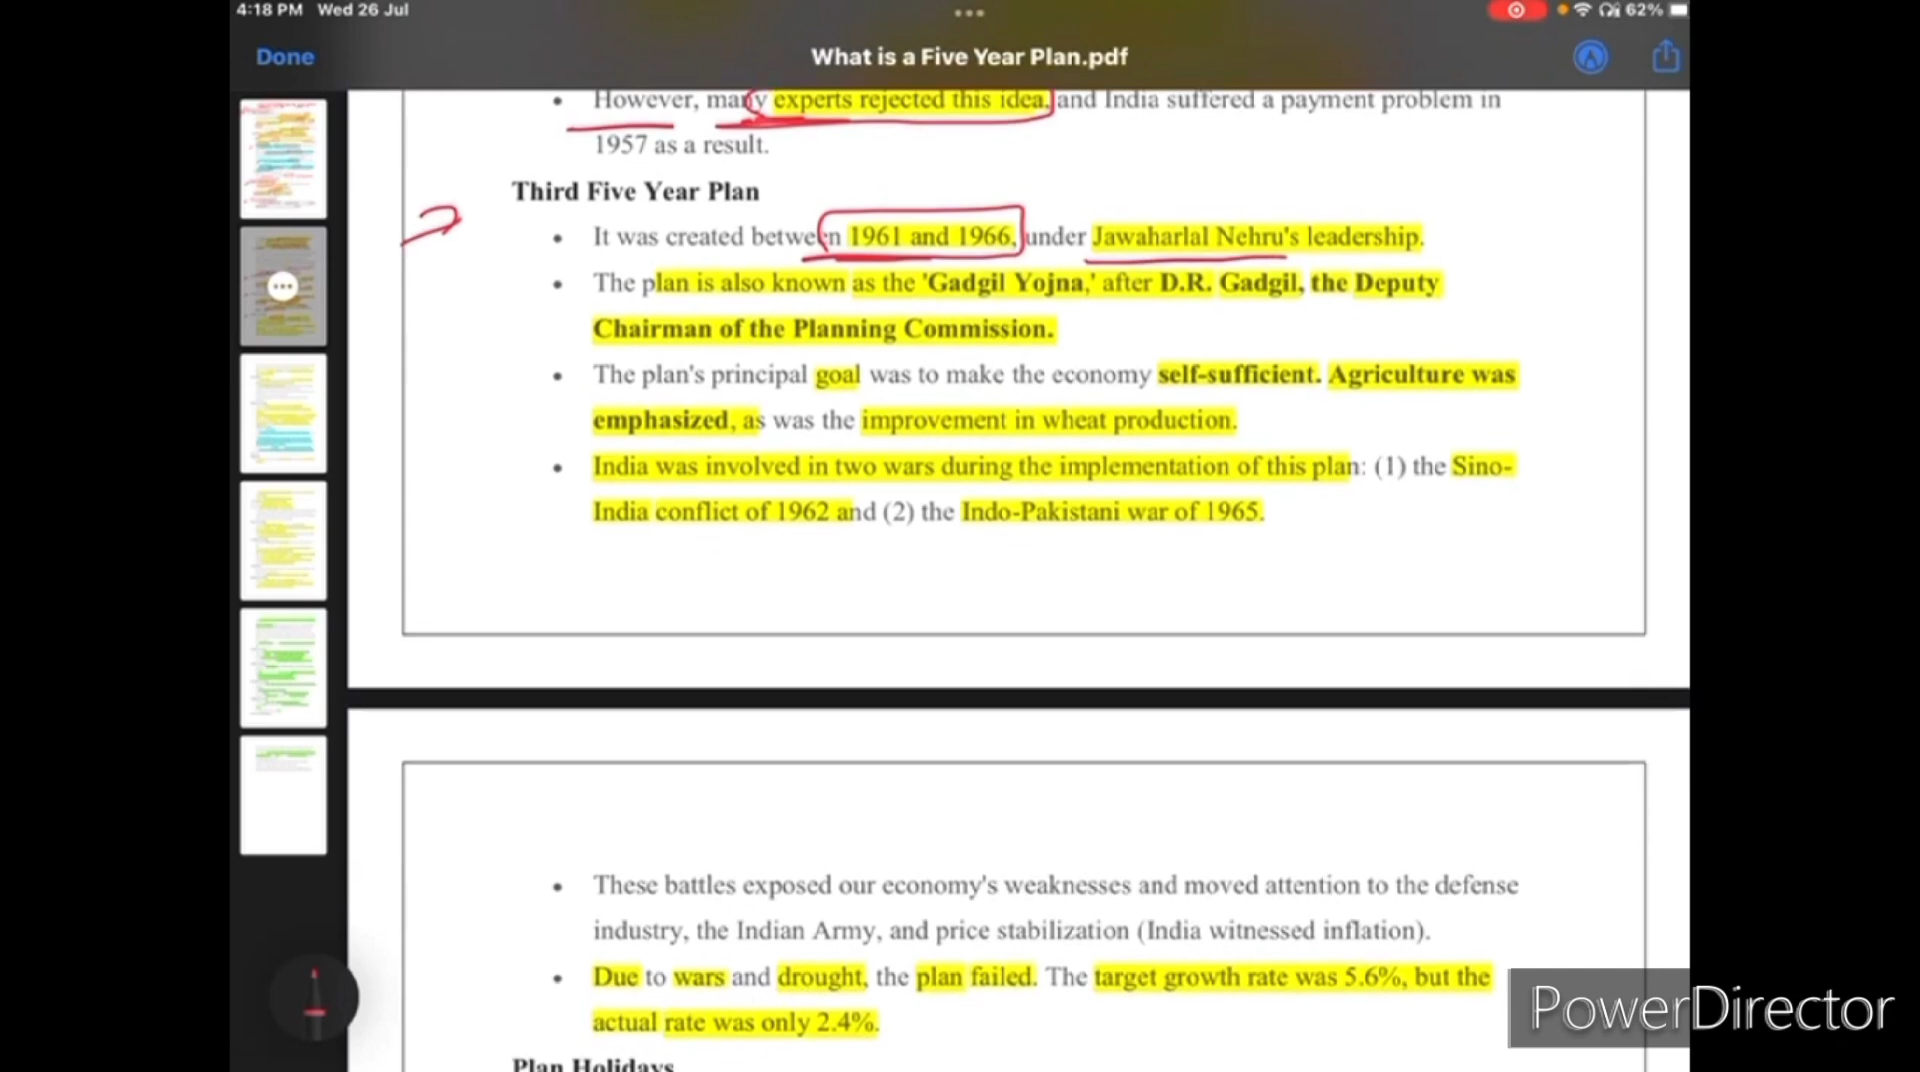 4:18 PM Wed 26 Jul
62%
Done
What is a Five Year Plan.pdf
• However, many experts rejected this idea, and India suffered a payment problem in
1957 as a result.
Third Five Year Plan
• It was created between 1961 and 1966, under Jawaharlal Nehru's leadership.
• The plan is also known as the 'Gadgil Yojna,' after D.R. Gadgil, the Deputy
Chairman of the Planning Commission.
• The plan's principal goal was to make the economy self-sufficient. Agriculture was
emphasized, as was the improvement in wheat production.
• India was involved in two wars during the implementation of this plan: (1) the Sino-
India conflict of 1962 and (2) the Indo-Pakistani war of 1965.
• These battles exposed our economy's weaknesses and moved attention to the defense
industry, the Indian Army, and price stabilization (India witnessed inflation).
• Due to wars and drought, the plan failed. The target growth rate was 5.6%, but the
actual rate was only 2.4%.
Plan Holidays
PowerDirector